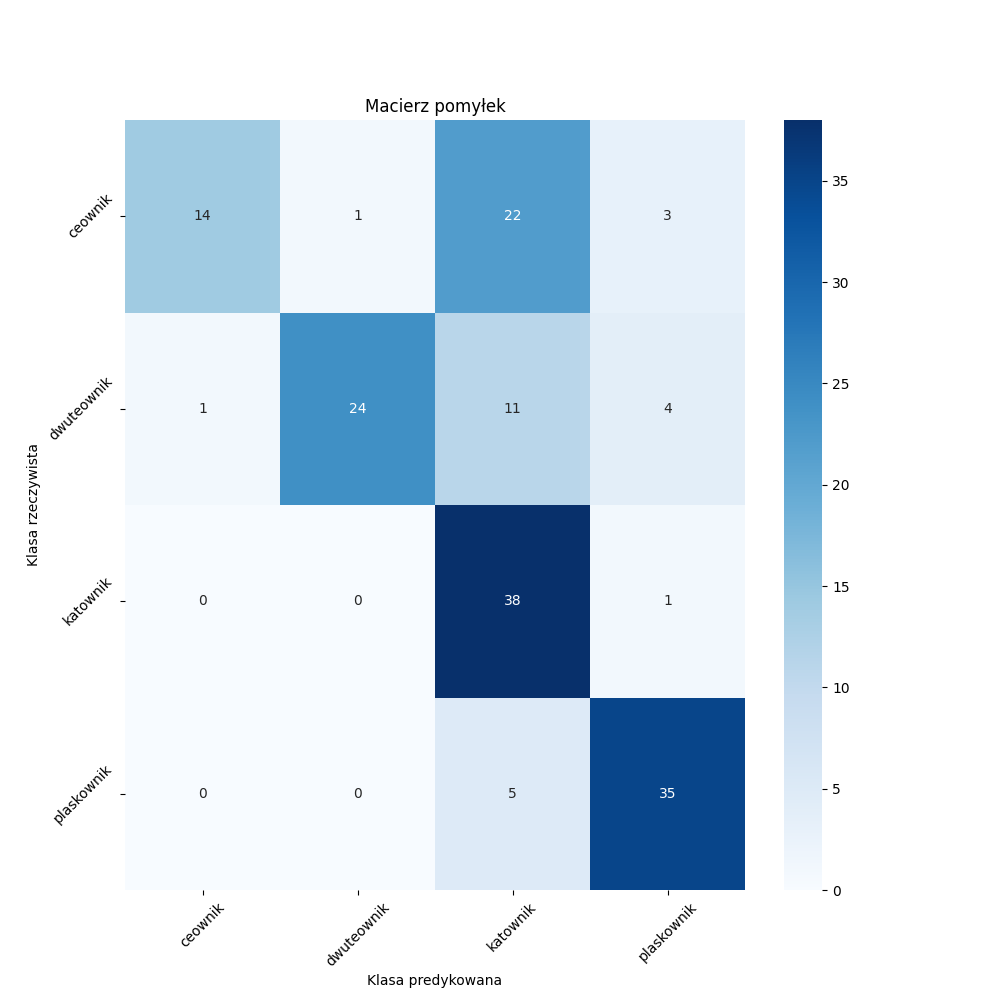 Macierz pomyłek
ceownik 14 1 22 3
dwuteownik 1 24 11 4
katownik 0 0 38 1
plaskownik 0 0 5 35
ceownik dwuteownik katownik plaskownik
Klasa predykowana
Klasa rzeczywista
35
30
25
20
15
10
5
0